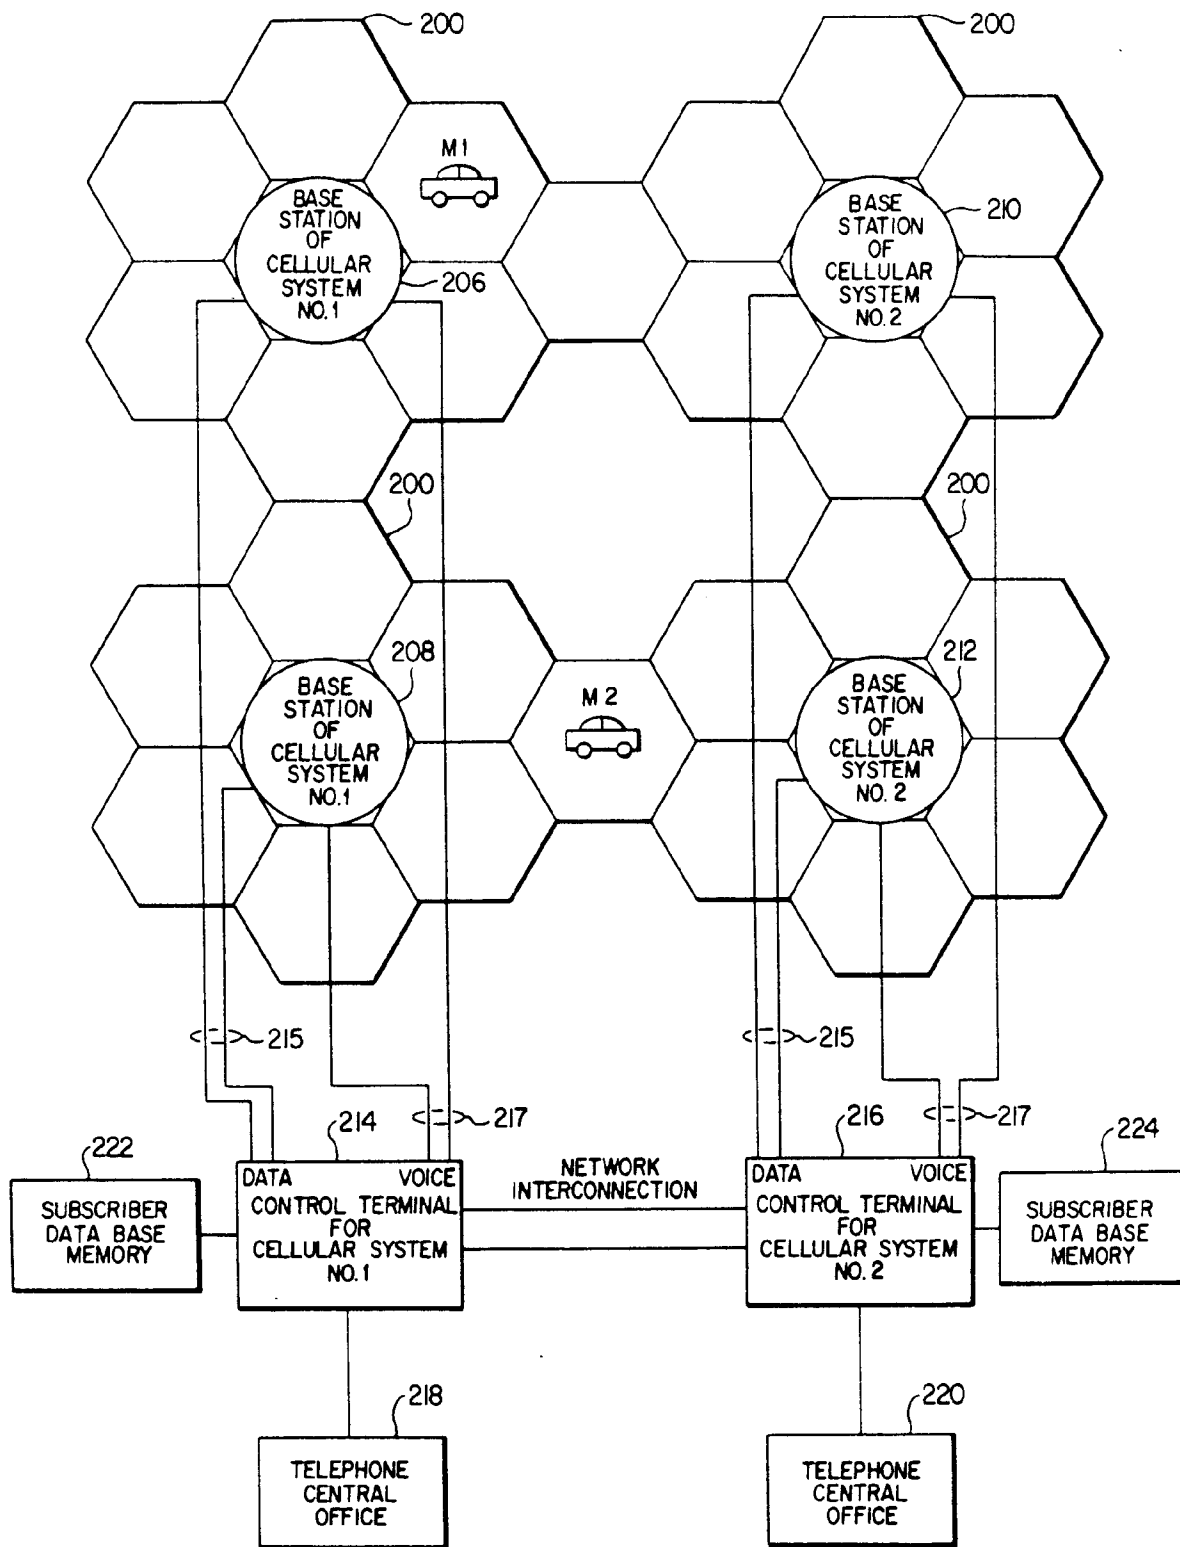 200
200
M1
BASE
STATION
OF
CELLULAR
SYSTEM
NO.1
206
BASE
STATION
OF
CELLULAR
SYSTEM
NO.2
210
200
200
208
BASE
STATION
OF
CELLULAR
SYSTEM
NO.1
M2
212
BASE
STATION
OF
CELLULAR
SYSTEM
NO.2
215
215
217
217
214
216
222
224
SUBSCRIBER
DATA BASE
MEMORY
DATA VOICE
CONTROL TERMINAL
FOR
CELLULAR SYSTEM
NO.1
NETWORK
INTERCONNECTION
DATA VOICE
CONTROL TERMINAL
FOR
CELLULAR SYSTEM
NO.2
SUBSCRIBER
DATA BASE
MEMORY
218
220
TELEPHONE
CENTRAL
OFFICE
TELEPHONE
CENTRAL
OFFICE